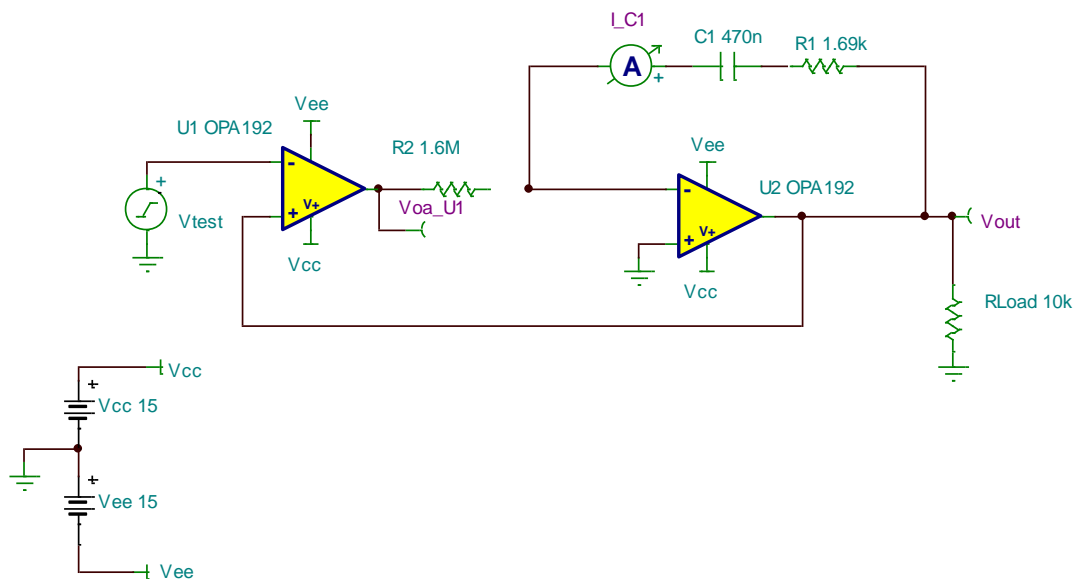 I_C1
C1 470n
R1 1.69k
A
+
Vee
U1 OPA192
R2 1.6M
Vee
U2 OPA192
+
-
+
V+
Vtest
Voa_U1
Vcc
-
+
V+
Vout
Vcc
RLoad 10k
Vcc
+
Vcc 15
+
Vee 15
Vee